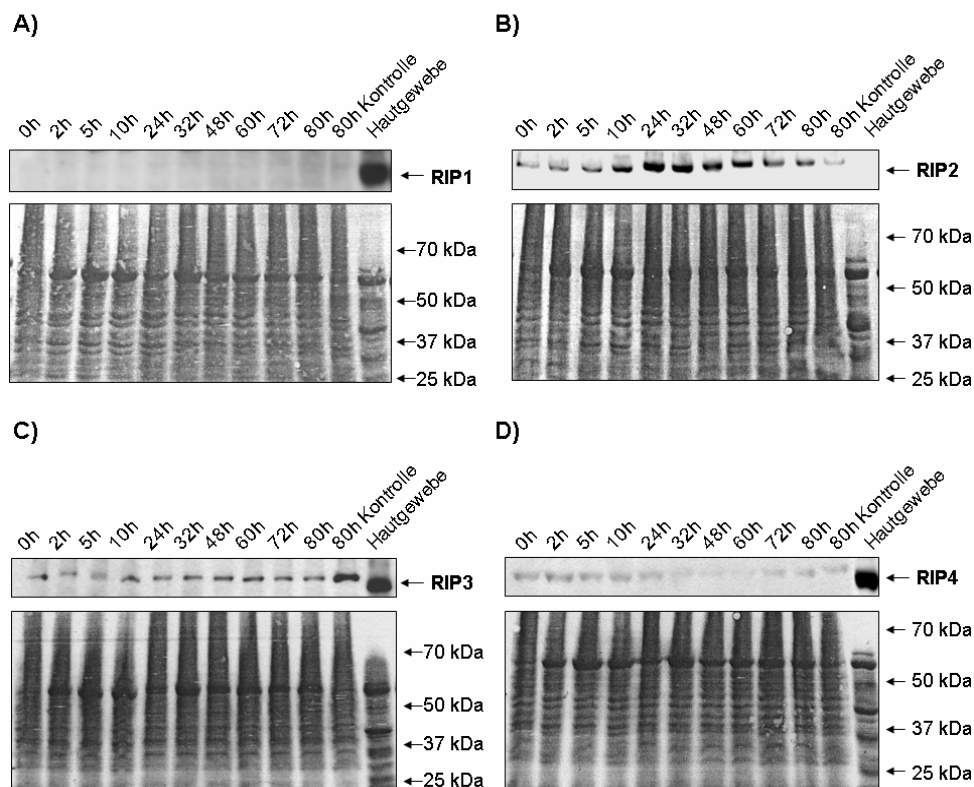 A)
0h 2h 5h 10h 24h 32h 48h 60h 72h 80h 80h Kontrolle Hautgewebe
RIP1
70 kDa
50 kDa
37 kDa
25 kDa
B)
0h 2h 5h 10h 24h 32h 48h 60h 72h 80h 80h Kontrolle Hautgewebe
RIP2
70 kDa
50 kDa
37 kDa
25 kDa
C)
0h 2h 5h 10h 24h 32h 48h 60h 72h 80h 80h Kontrolle Hautgewebe
RIP3
70 kDa
50 kDa
37 kDa
25 kDa
D)
0h 2h 5h 10h 24h 32h 48h 60h 72h 80h 80h Kontrolle Hautgewebe
RIP4
70 kDa
50 kDa
37 kDa
25 kDa